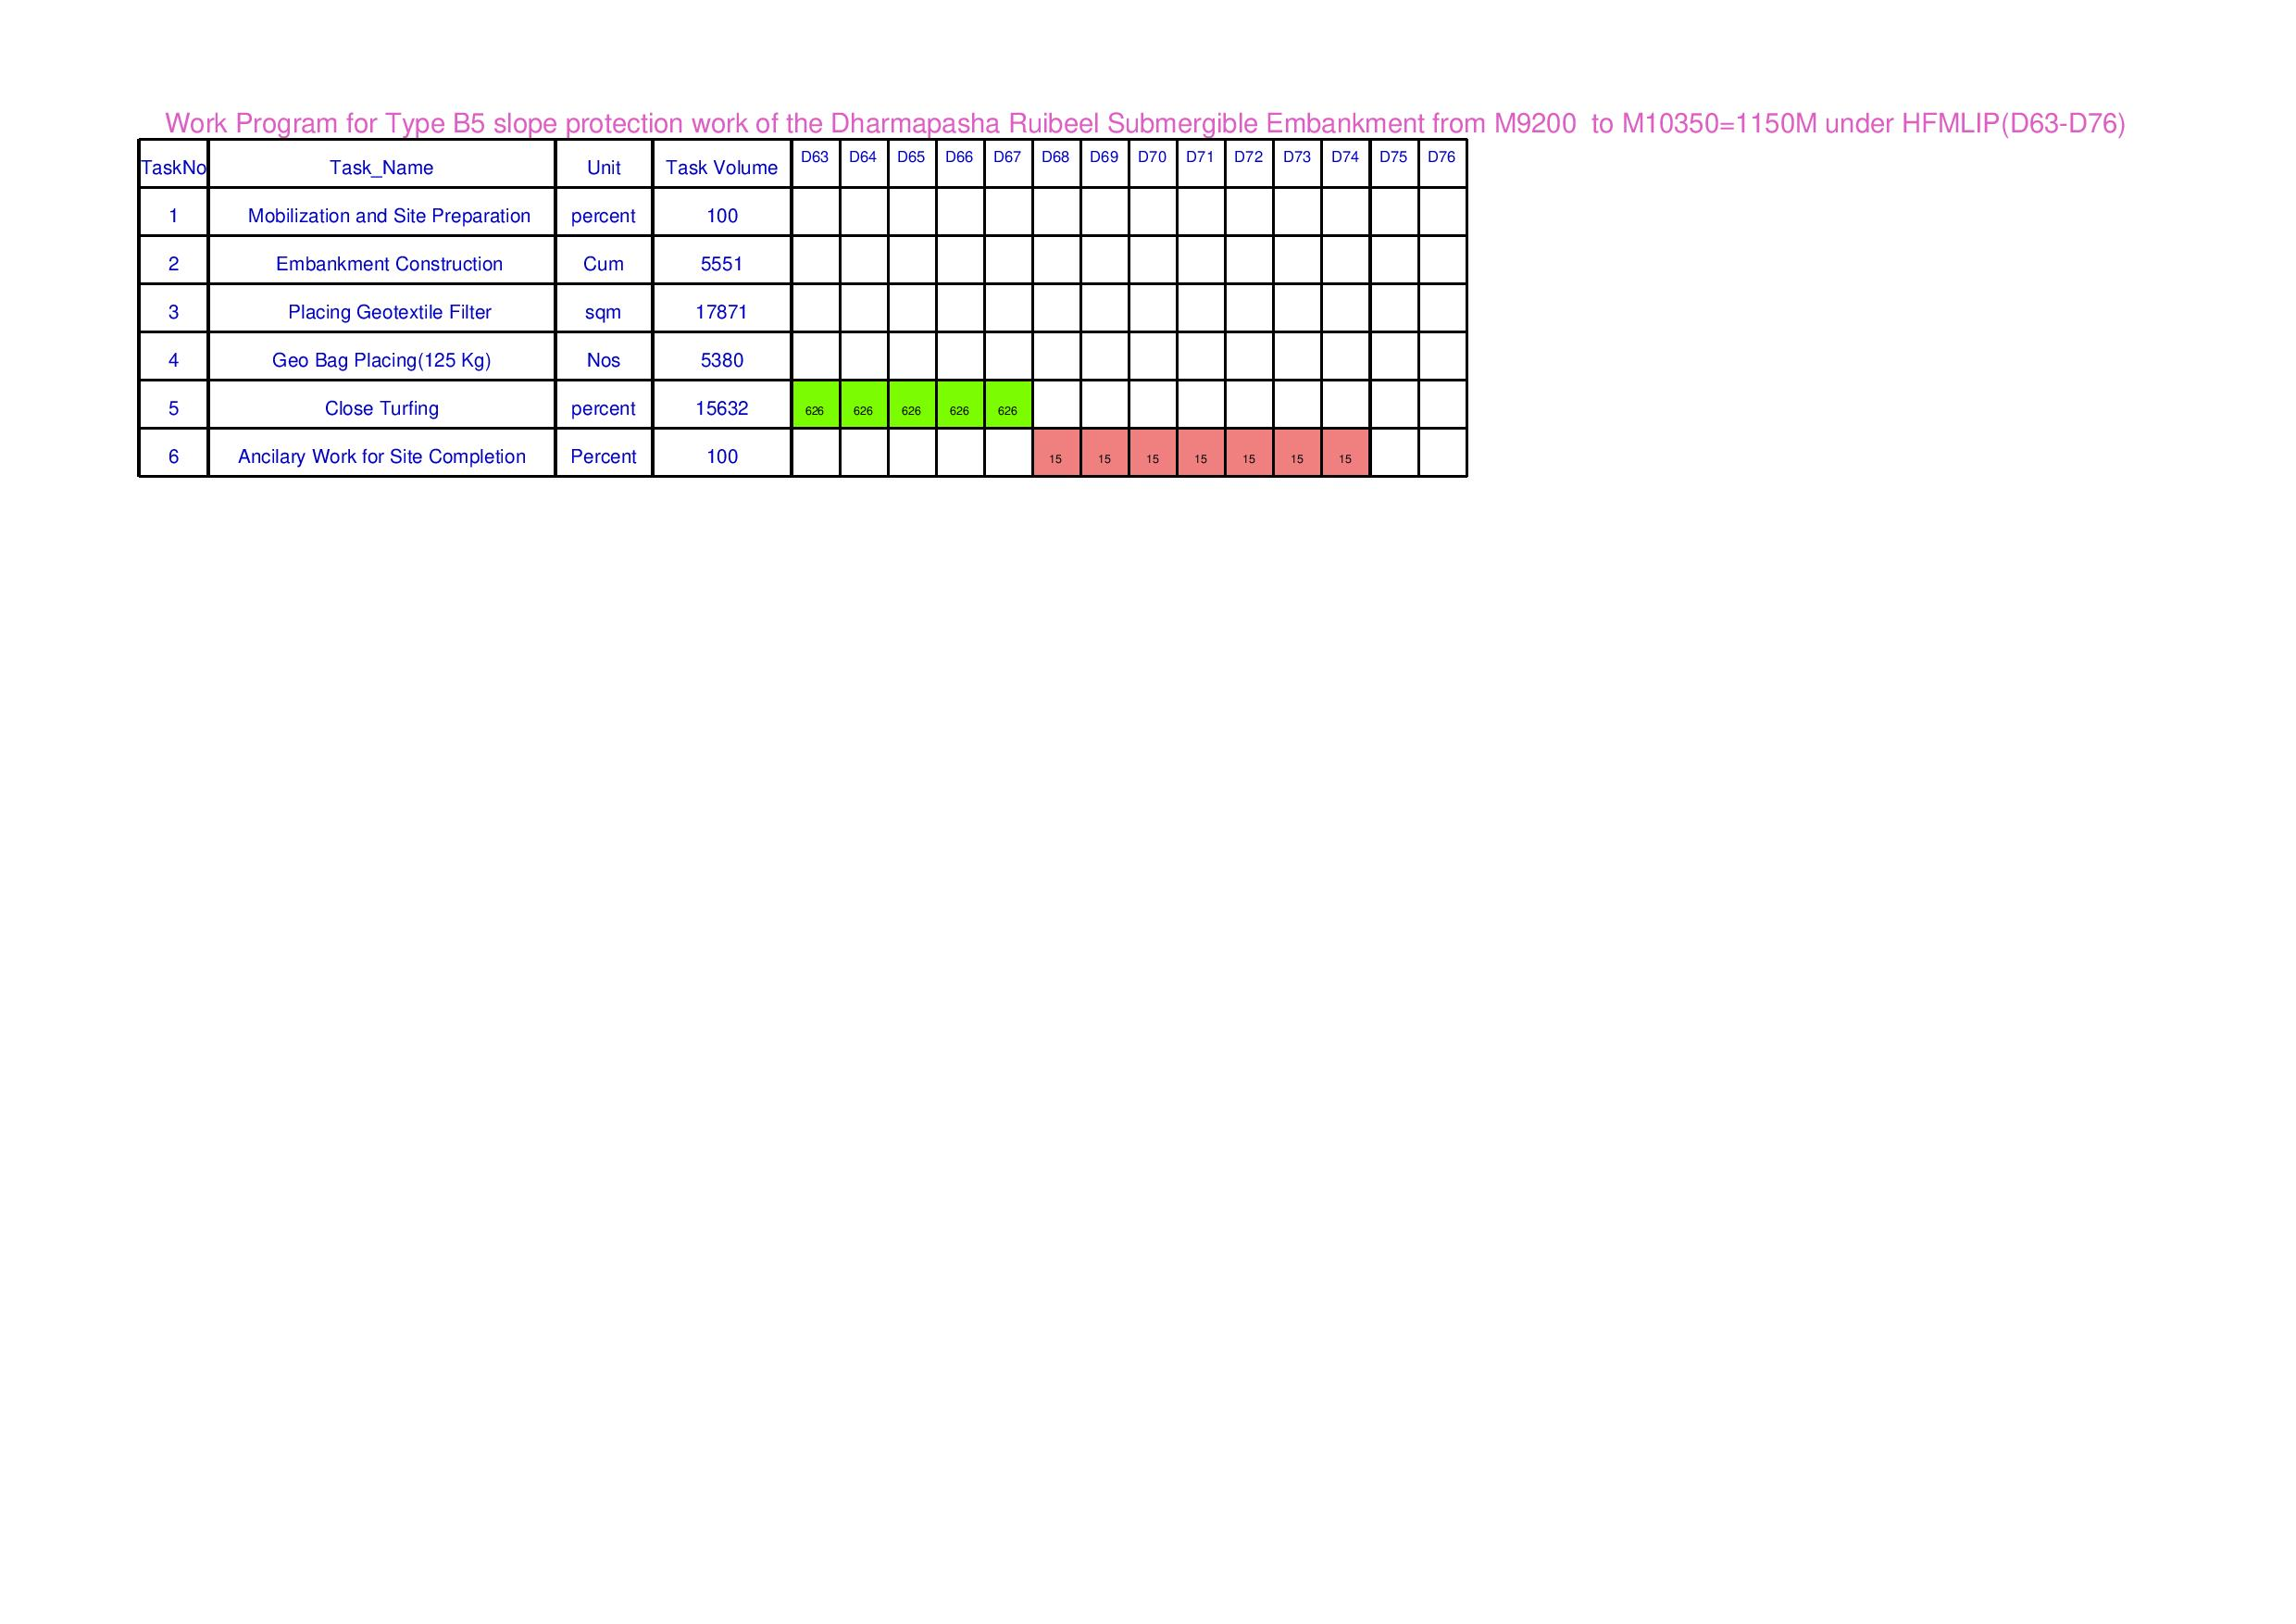 Work Program for Type B5 slope protection work of the Dharmapasha Ruibeel Submergible Embankment from M9200  to M10350=1150M under HFMLIP(D63-D76)
TaskNo Task_Name Unit Task Volume D63 D64 D65 D66 D67 D68 D69 D70 D71 D72 D73 D74 D75 D76
1 Mobilization and Site Preparation percent 100
2 Embankment Construction Cum 5551
3 Placing Geotextile Filter sqm 17871
4 Geo Bag Placing(125 Kg) Nos 5380
5 Close Turfing percent 15632 626 626 626 626 626
6 Ancilary Work for Site Completion Percent 100 15 15 15 15 15 15 15